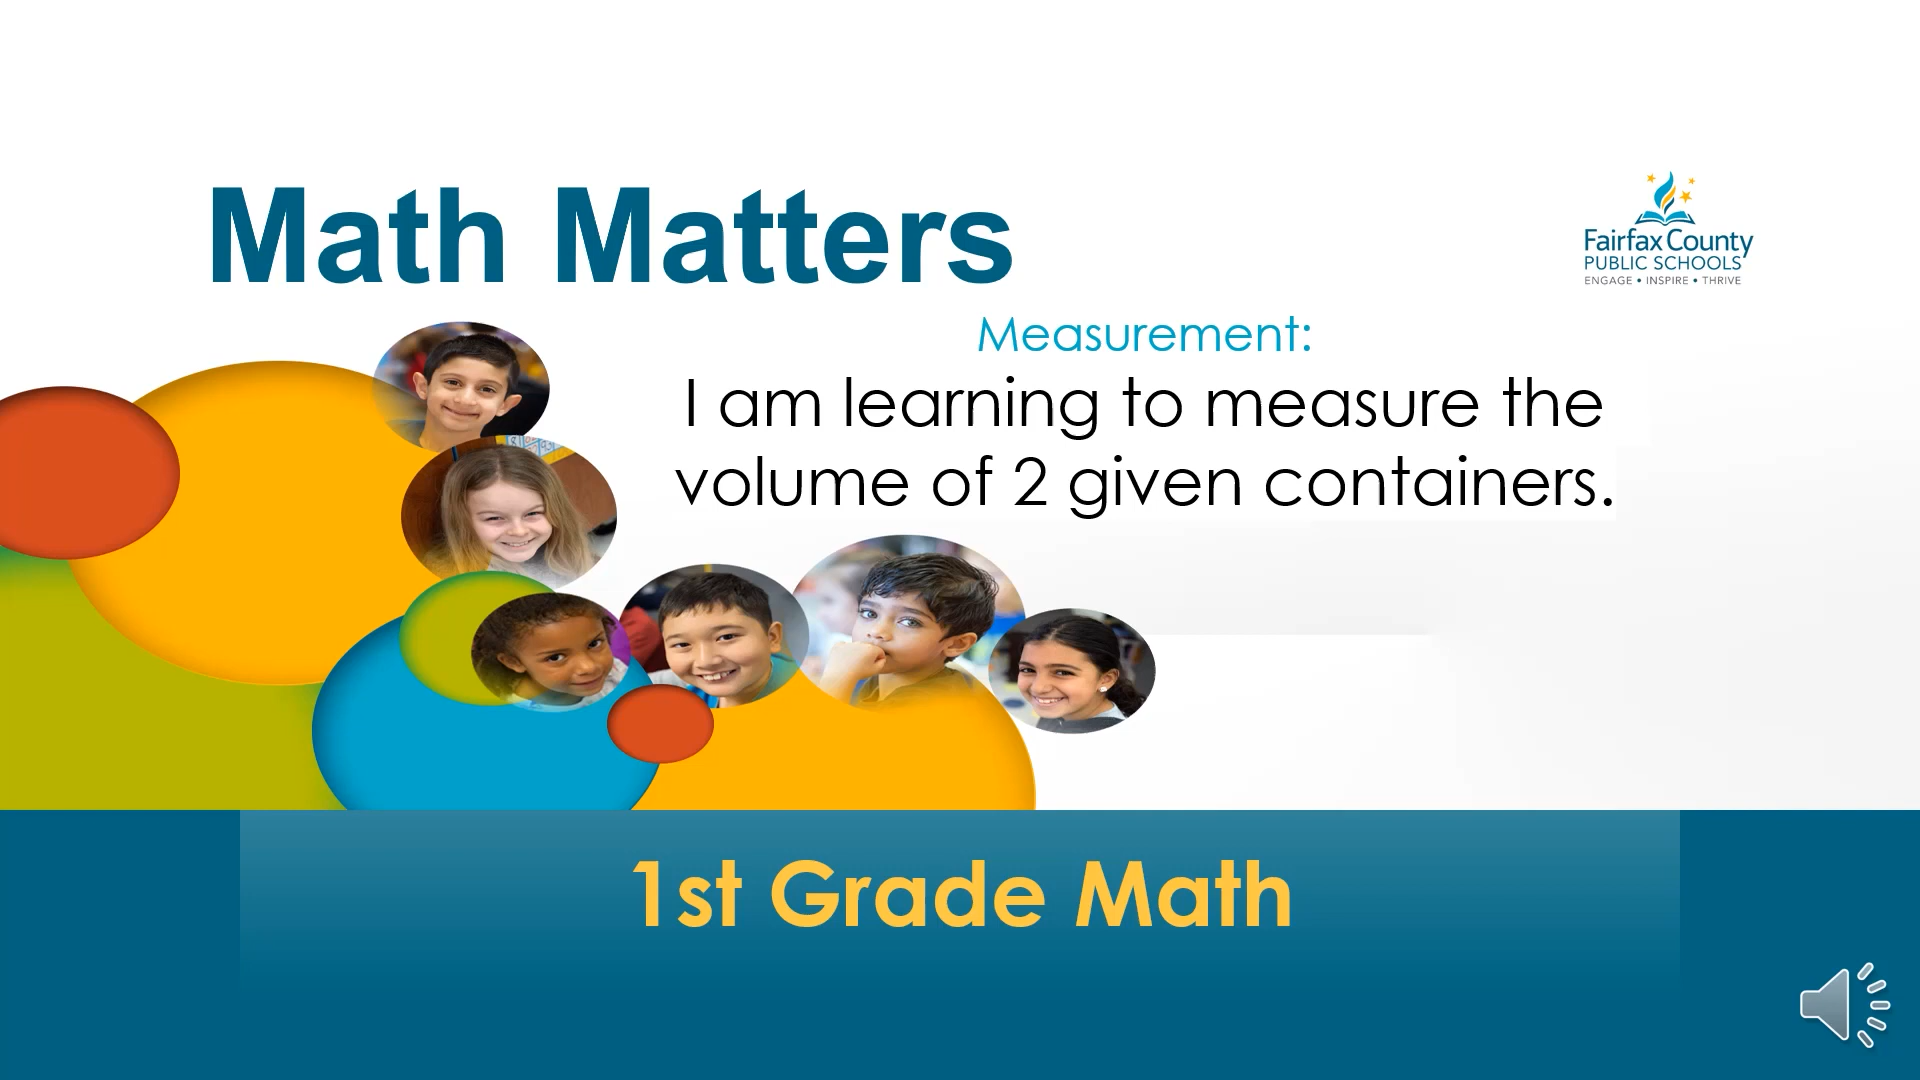 Math Matters
Fairfax County
PUBLIC SCHOOLS
ENGAGE • INSPIRE • THRIVE
Measurement:
I am learning to measure the
volume of 2 given containers.
1st Grade Math